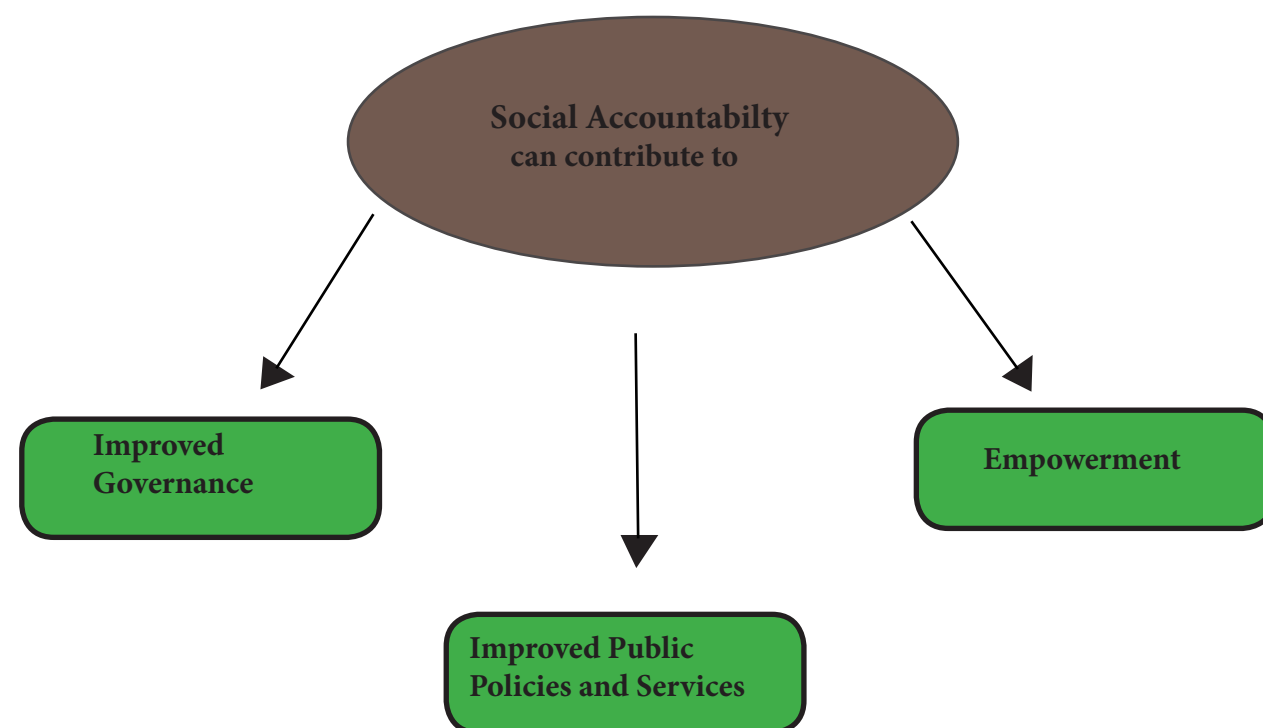 Social Accountabilty
can contribute to
Improved
Governance
Empowerment
Improved Public
Policies and Services